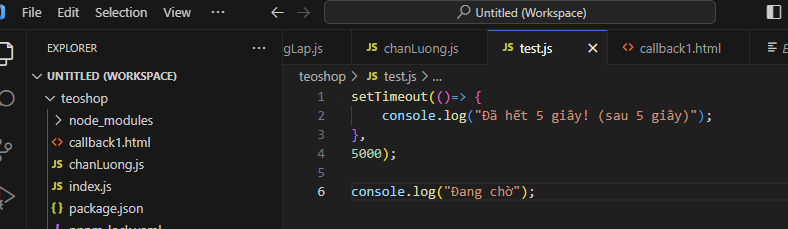 File Edit Selection View Go ··· Untitled (Workspace)
EXPLORER ···
gLap.js JS chanLuong.js JS test.js <> callback1.html
UNTITLED (WORKSPACE)
teoshop
node_modules
<> callback1.html
JS chanLuong.js
JS index.js
{} package.json
teoshop > JS test.js > ...
1 setTimeout(()=> {
2 console.log("Đã hết 5 giây! (sau 5 giây)");
3 },
4 5000);
5
6 console.log("Đang chờ");